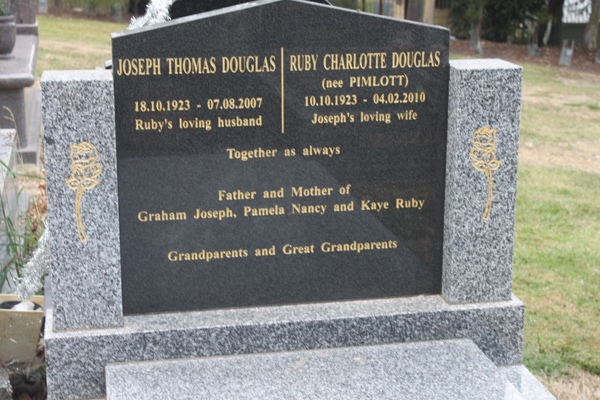 JOSEPH THOMAS DOUGLAS
18.10.1923 - 07.08.2007
Ruby's loving husband
RUBY CHARLOTTE DOUGLAS
(nee PIMLOTT)
10.10.1923 - 04.02.2010
Joseph's loving wife
Together as always
Father and Mother of
Graham Joseph, Pamela Nancy and Kaye Ruby
Grandparents and Great Grandparents